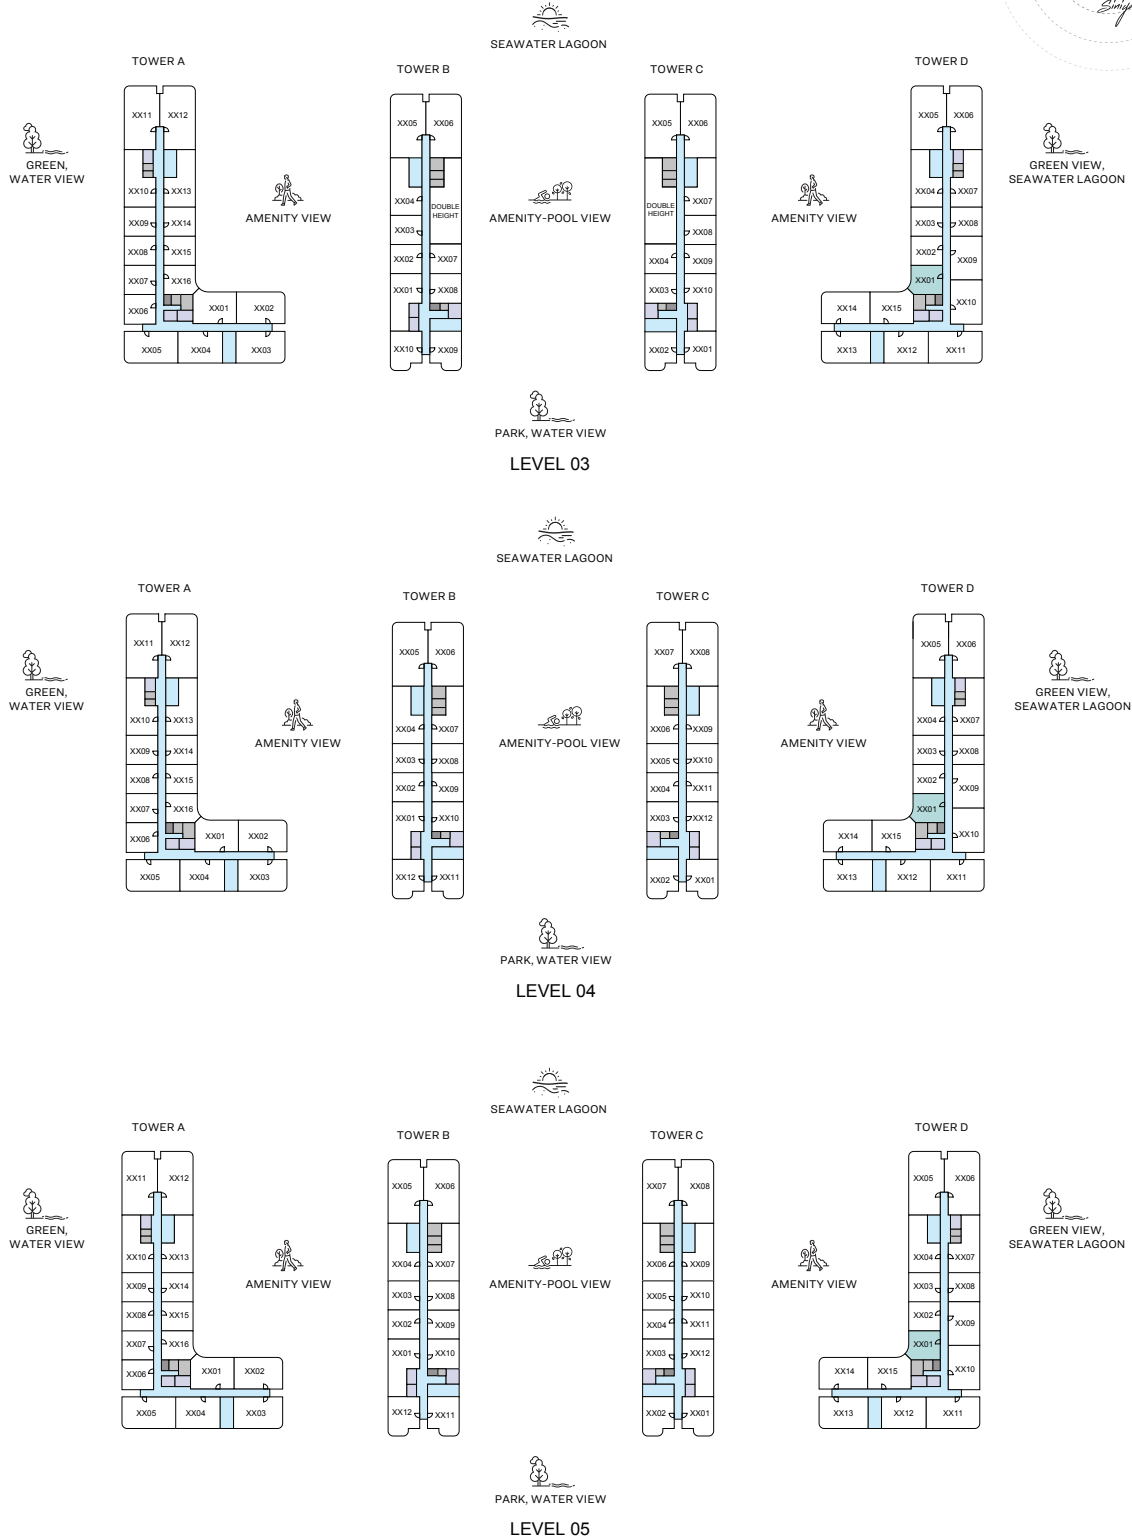 SEAWATER LAGOON
TOWER A
TOWER B
TOWER C
TOWER D
XX11 XX12
XX05 XX06
XX05 XX06
XX05 XX06
GREEN,
WATER VIEW
GREEN VIEW,
SEAWATER LAGOON
XX10 XX13
XX04
DOUBLE
HEIGHT
DOUBLE
HEIGHT
XX07
XX04 XX07
AMENITY VIEW
AMENITY-POOL VIEW
AMENITY VIEW
XX09 XX14
XX03
XX08
XX03 XX08
XX08 XX15
XX02 XX07
XX04 XX09
XX02 XX09
XX07 XX16
XX01 XX08
XX03 XX10
XX01
XX06 XX01 XX02
XX14 XX15 XX10
XX05 XX04 XX03
XX10 XX09
XX02 XX01
XX13 XX12 XX11
PARK, WATER VIEW
LEVEL 03
SEAWATER LAGOON
TOWER A
TOWER B
TOWER C
TOWER D
XX11 XX12
XX05 XX06
XX07 XX08
XX05 XX06
GREEN,
WATER VIEW
GREEN VIEW,
SEAWATER LAGOON
XX10 XX13
XX04 XX07
XX06 XX09
XX04 XX07
AMENITY VIEW
AMENITY-POOL VIEW
AMENITY VIEW
XX09 XX14
XX03 XX08
XX05 XX10
XX03 XX08
XX08 XX15
XX02 XX09
XX04 XX11
XX02 XX09
XX07 XX16
XX01 XX10
XX03 XX12
XX01
XX06 XX01 XX02
XX14 XX15 XX10
XX05 XX04 XX03
XX12 XX11
XX02 XX01
XX13 XX12 XX11
PARK, WATER VIEW
LEVEL 04
SEAWATER LAGOON
TOWER A
TOWER B
TOWER C
TOWER D
XX11 XX12
XX05 XX06
XX07 XX08
XX05 XX06
GREEN,
WATER VIEW
GREEN VIEW,
SEAWATER LAGOON
XX10 XX13
XX04 XX07
XX06 XX09
XX04 XX07
AMENITY VIEW
AMENITY-POOL VIEW
AMENITY VIEW
XX09 XX14
XX03 XX08
XX05 XX10
XX03 XX08
XX08 XX15
XX02 XX09
XX04 XX11
XX02 XX09
XX07 XX16
XX01 XX10
XX03 XX12
XX01
XX06 XX01 XX02
XX14 XX15 XX10
XX05 XX04 XX03
XX12 XX11
XX02 XX01
XX13 XX12 XX11
PARK, WATER VIEW
LEVEL 05